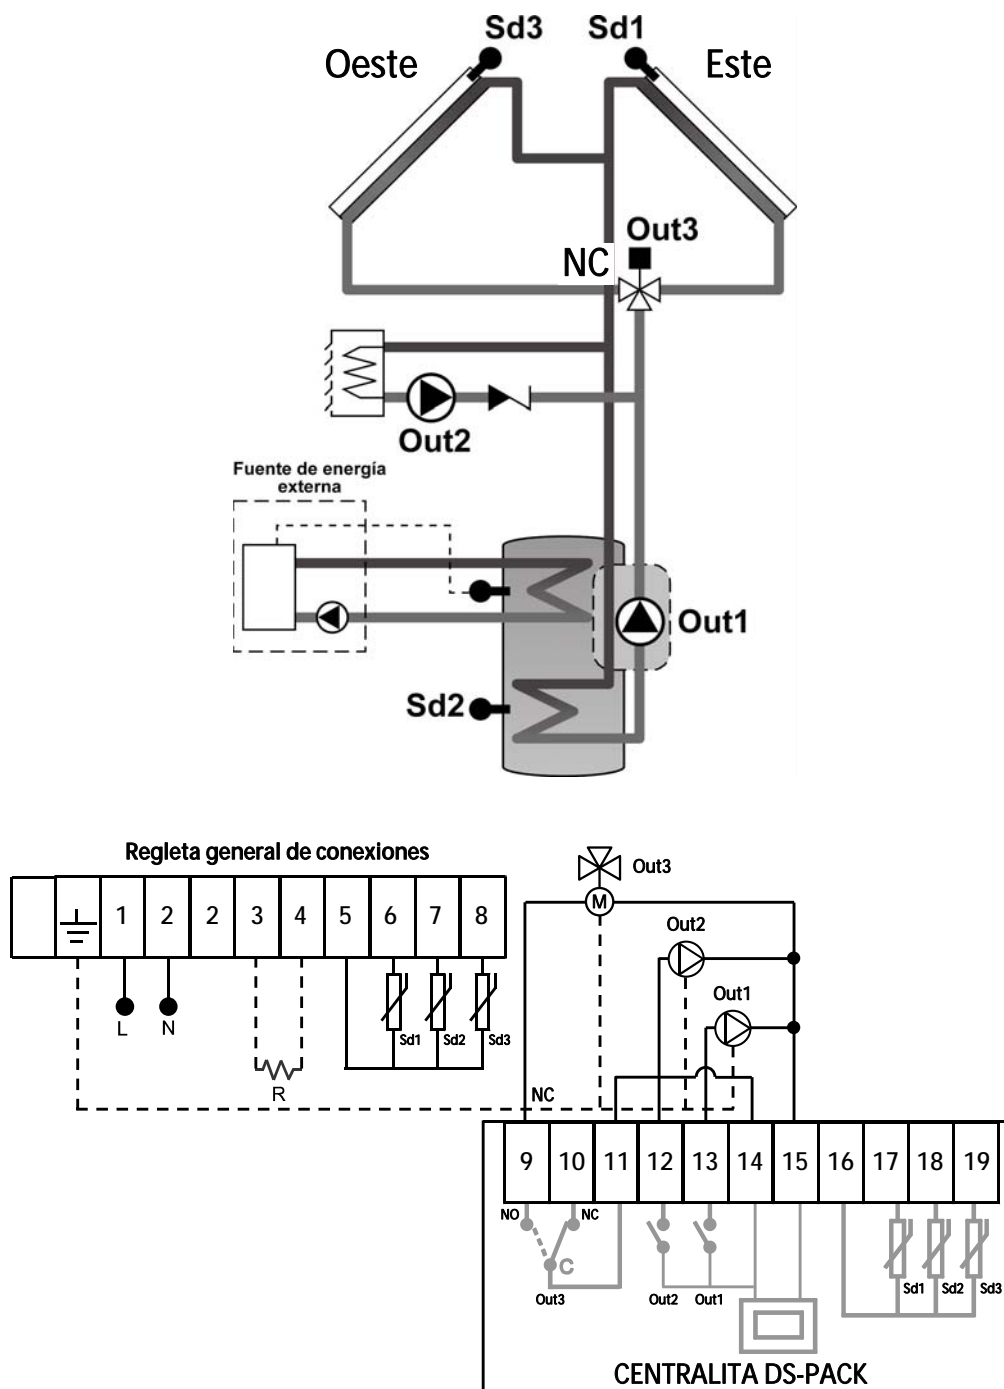 Sd3 Sd1
Oeste Este
Out3
NC
Out2
Fuente de energía
externa
Out1
Sd2
Regleta general de conexiones
Out3
1 2 2 3 4 5 6 7 8
Out2
Out1
L N
Sd1 Sd2 Sd3
R
NC
9 10 11 12 13 14 15 16 17 18 19
NO NC
C
Out3 Out2 Out1
Sd1 Sd2 Sd3
M
CENTRALITA DS-PACK